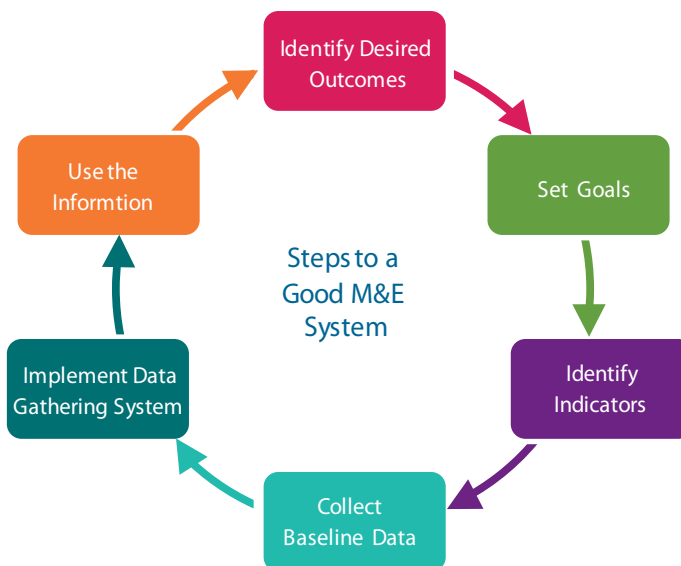 Identify Desired
Outcomes
Set Goals
Identify
Indicators
Collect
Baseline Data
Implement Data
Gathering System
Use the
Informtion
Steps to a
Good M&E
System